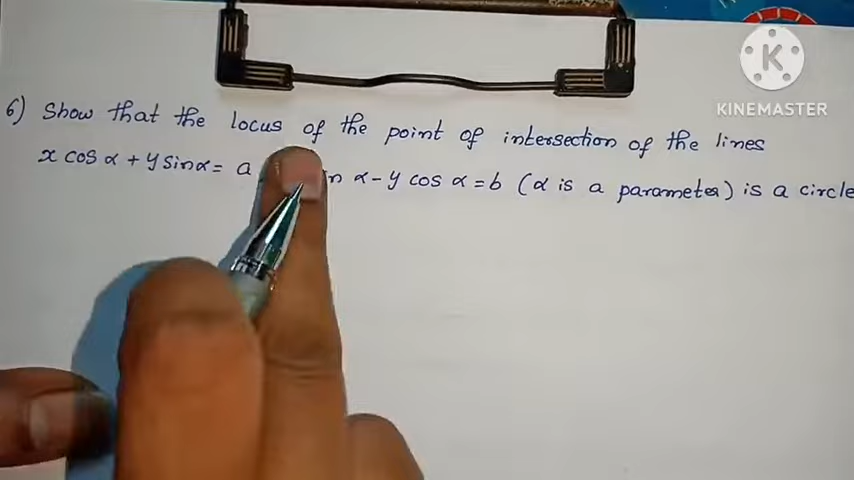 KINEMASTER
6) Show that the locus of the point of intersection of the lines
x cos α + y sin α = a n α - y cos α = b (α is a parameter) is a circle